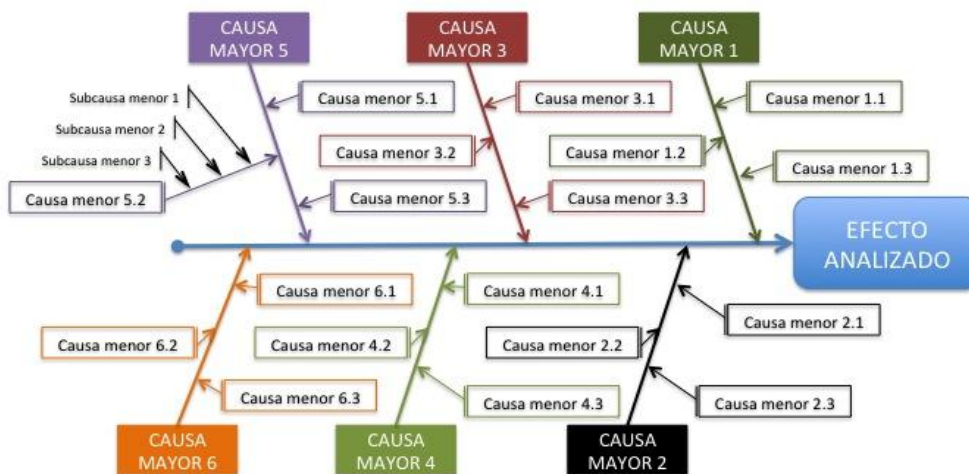 CAUSA
MAYOR 5
CAUSA
MAYOR 3
CAUSA
MAYOR 1
Subcausa menor 1
Subcausa menor 2
Subcausa menor 3
Causa menor 5.1
Causa menor 5.2
Causa menor 5.3
Causa menor 3.1
Causa menor 3.2
Causa menor 3.3
Causa menor 1.1
Causa menor 1.2
Causa menor 1.3
EFECTO
ANALIZADO
Causa menor 6.1
Causa menor 6.2
Causa menor 6.3
Causa menor 4.1
Causa menor 4.2
Causa menor 4.3
Causa menor 2.1
Causa menor 2.2
Causa menor 2.3
CAUSA
MAYOR 6
CAUSA
MAYOR 4
CAUSA
MAYOR 2